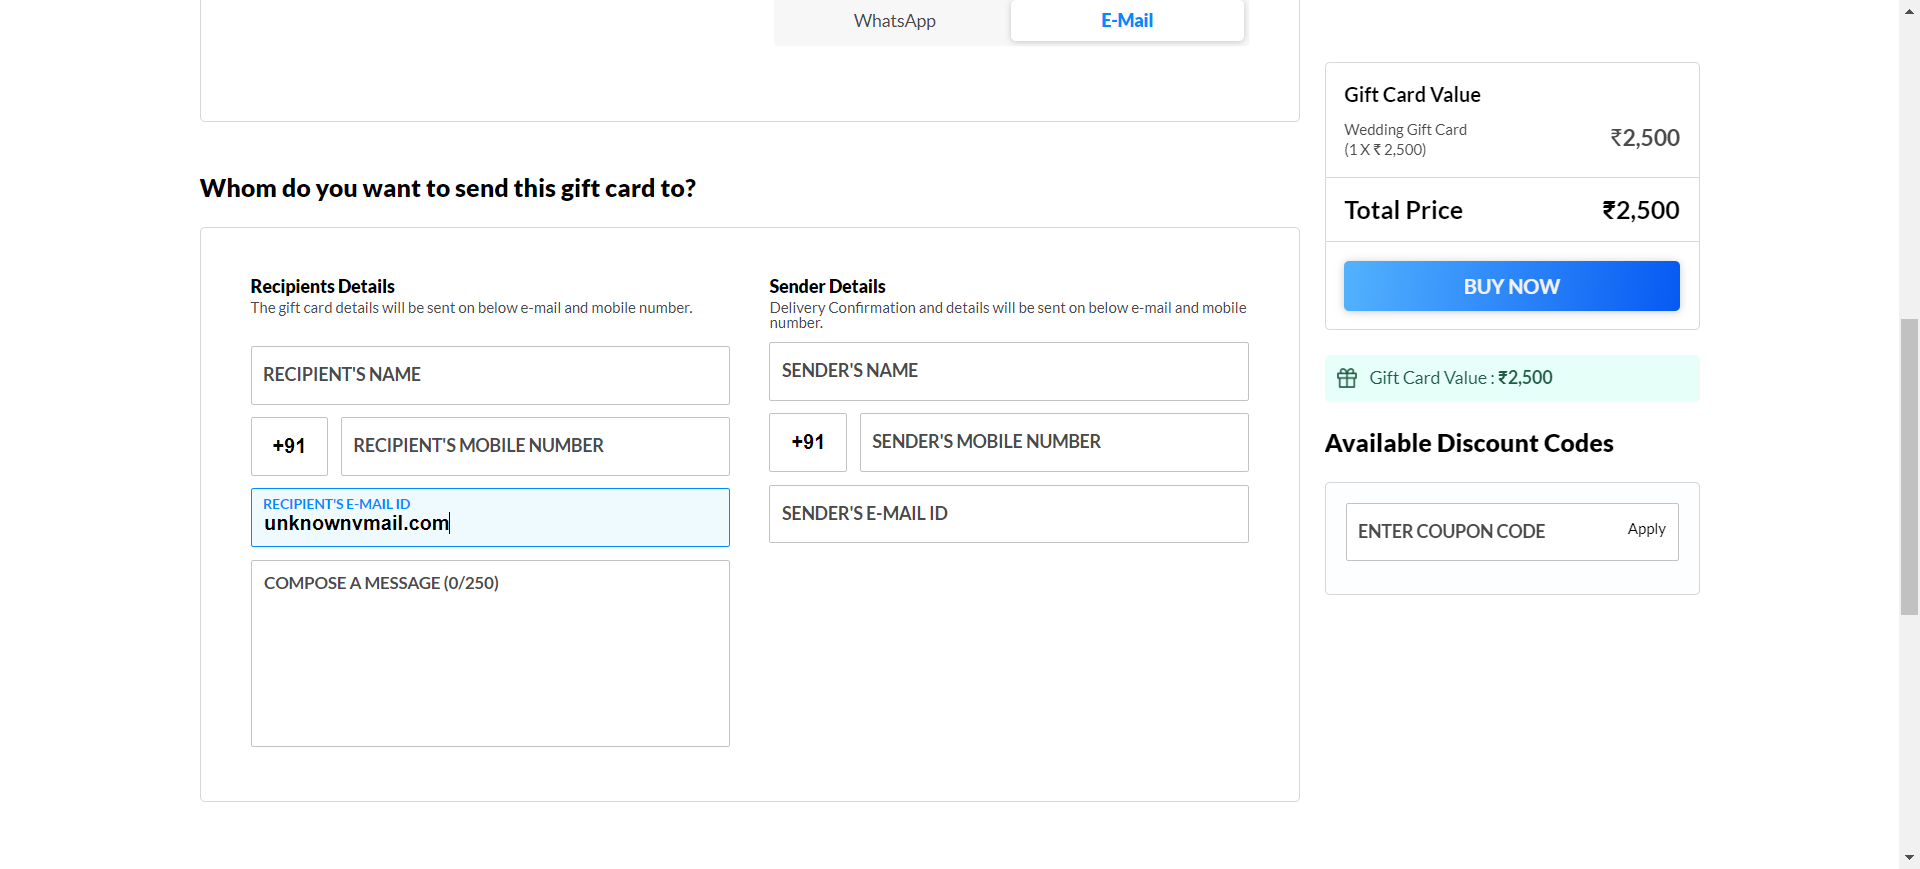 WhatsApp
E-Mail
Whom do you want to send this gift card to?
Recipients Details
The gift card details will be sent on below e-mail and mobile number.
RECIPIENT'S NAME
+91
RECIPIENT'S MOBILE NUMBER
RECIPIENT'S E-MAIL ID
unknownvmail.com
COMPOSE A MESSAGE (0/250)
Sender Details
Delivery Confirmation and details will be sent on below e-mail and mobile
number.
SENDER'S NAME
+91
SENDER'S MOBILE NUMBER
SENDER'S E-MAIL ID
Gift Card Value
Wedding Gift Card
(1 X ₹ 2,500)
₹2,500
Total Price
₹2,500
BUY NOW
Gift Card Value : ₹2,500
Available Discount Codes
ENTER COUPON CODE
Apply